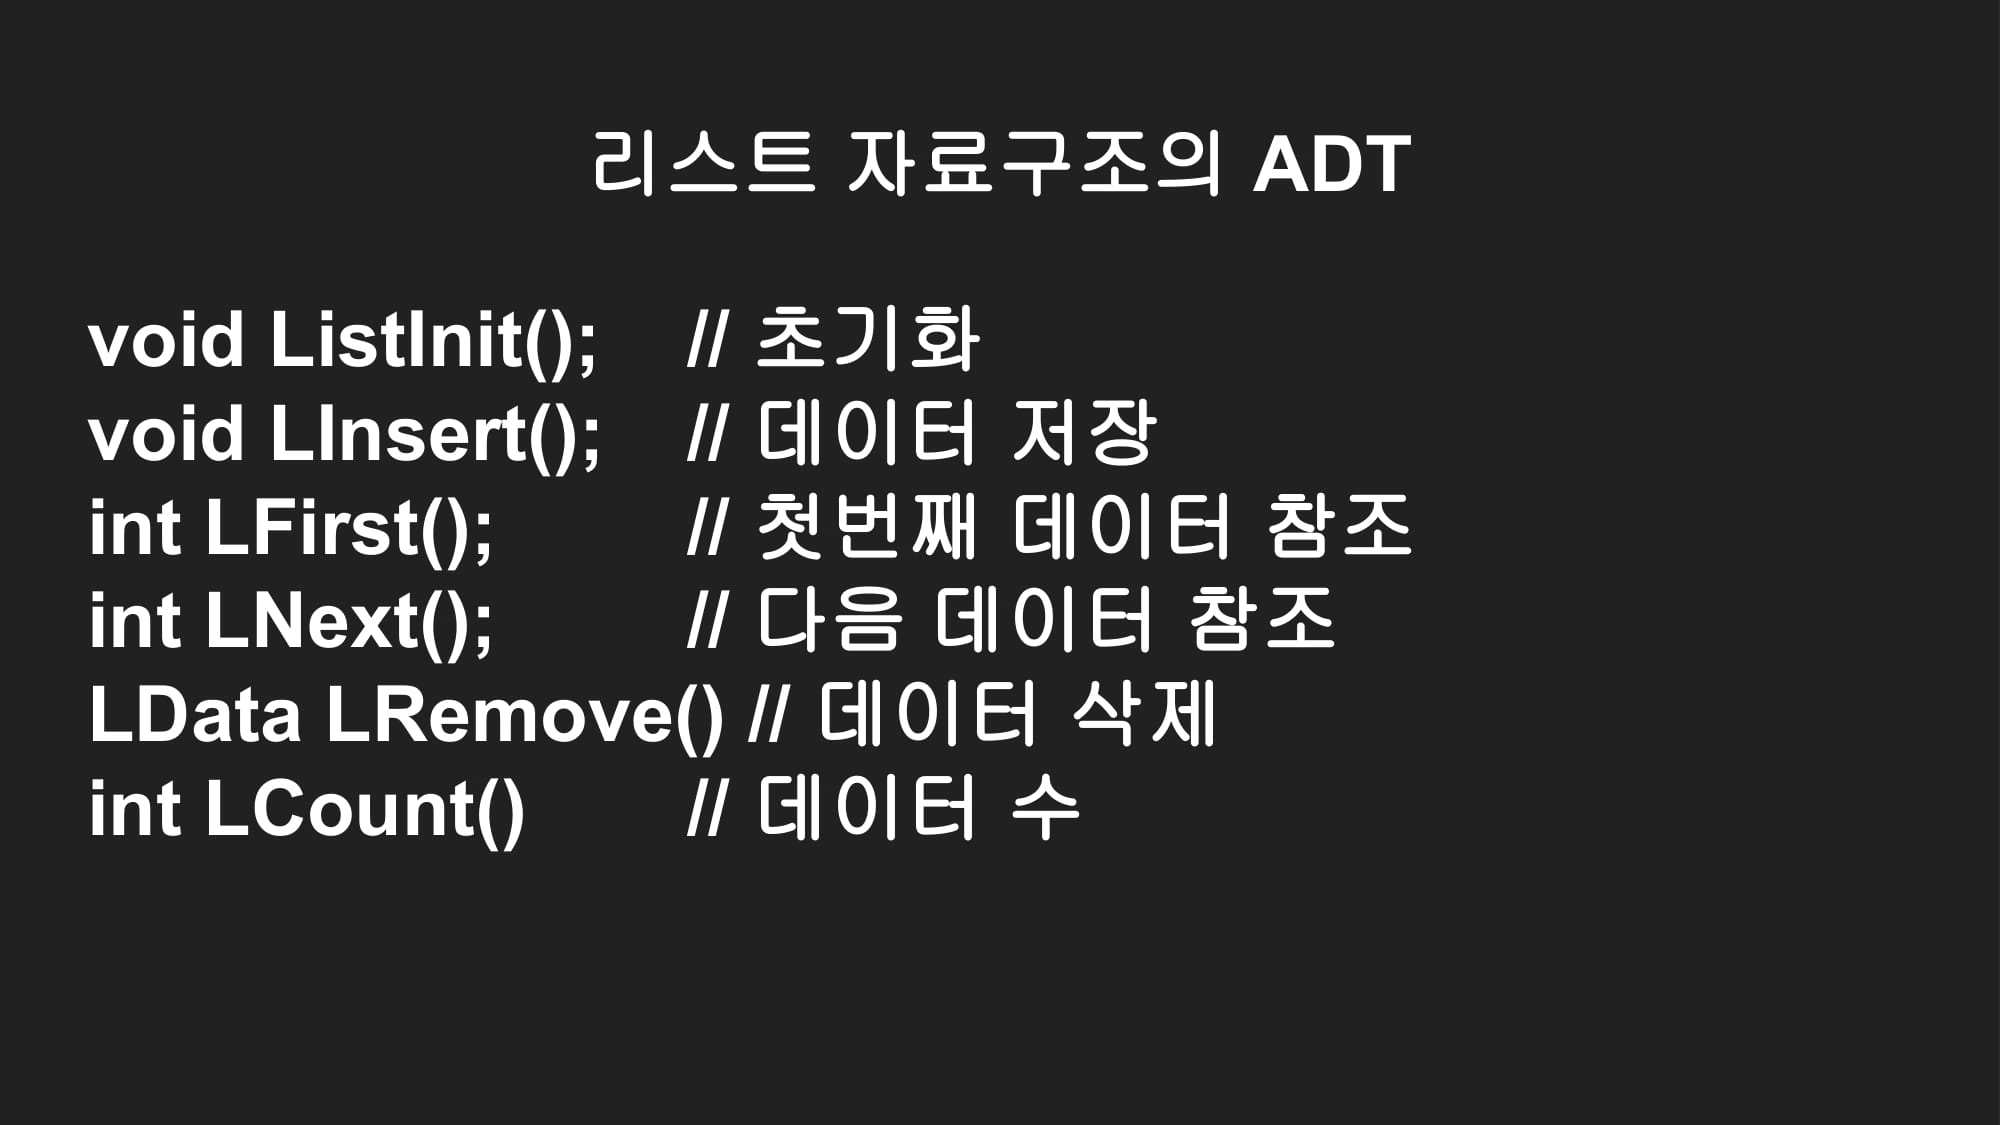 리스트 자료구조의 ADT
void ListInit(); // 초기화
void LInsert(); // 데이터 저장
int LFirst(); // 첫번째 데이터 참조
int LNext(); // 다음 데이터 참조
LData LRemove() // 데이터 삭제
int LCount() // 데이터 수